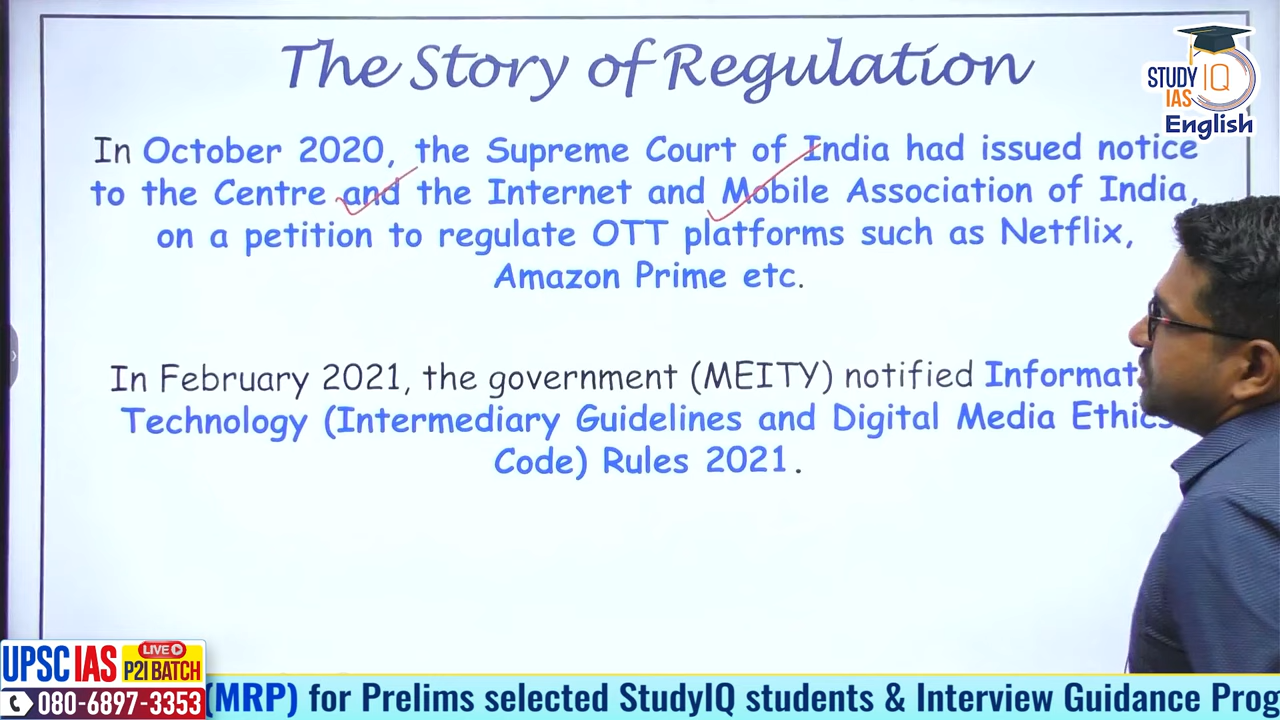 The Story of Regulation
STUDY IQ
IAS
English
In October 2020, the Supreme Court of India had issued notice
to the Centre and the Internet and Mobile Association of India,
on a petition to regulate OTT platforms such as Netflix,
Amazon Prime etc.
In February 2021, the government (MEITY) notified Informat
Technology (Intermediary Guidelines and Digital Media Ethics
Code) Rules 2021.
UPSC IAS LIVE
P2I BATCH
080-6897-3353
(MRP) for Prelims selected StudyIQ students & Interview Guidance Prog